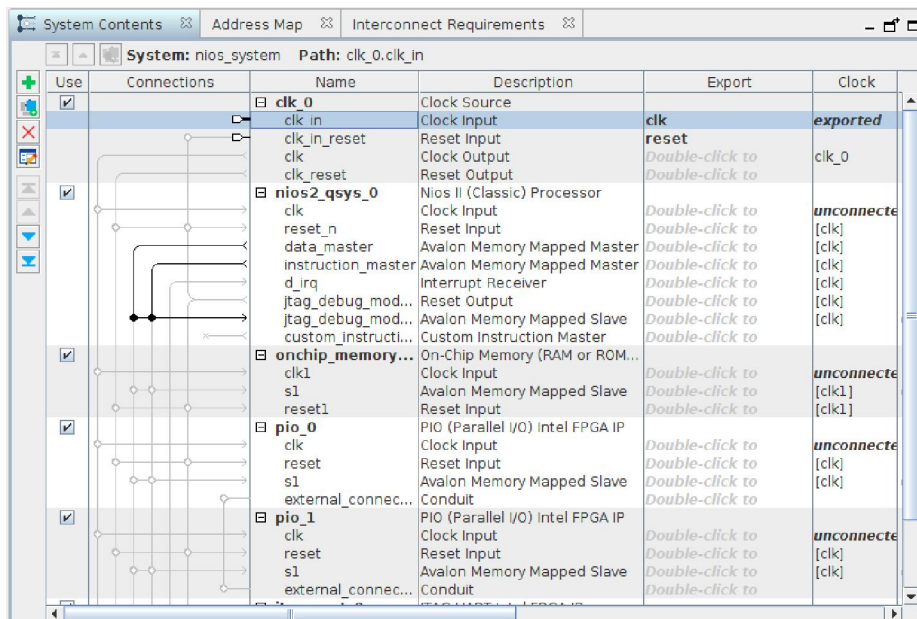 System Contents Address Map Interconnect Requirements
System: nios_system Path: clk_0.clk_in
Use Connections Name Description Export Clock
clk_0 Clock Source
clk_in Clock Input clk exported
clk_in_reset Reset Input reset
clk Clock Output Double-click to clk_0
clk_reset Reset Output Double-click to
nios2_qsys_0 Nios II (Classic) Processor
clk Clock Input Double-click to unconnecte
reset_n Reset Input Double-click to [clk]
data_master Avalon Memory Mapped Master Double-click to [clk]
instruction_master Avalon Memory Mapped Master Double-click to [clk]
d_irq Interrupt Receiver Double-click to [clk]
jtag_debug_mod... Reset Output Double-click to [clk]
jtag_debug_mod... Avalon Memory Mapped Slave Double-click to [clk]
custom_instructi... Custom Instruction Master Double-click to
onchip_memory... On-Chip Memory (RAM or ROM...
clk1 Clock Input Double-click to unconnecte
s1 Avalon Memory Mapped Slave Double-click to [clk1]
reset1 Reset Input Double-click to [clk1]
pio_0 PIO (Parallel I/O) Intel FPGA IP
clk Clock Input Double-click to unconnecte
reset Reset Input Double-click to [clk]
s1 Avalon Memory Mapped Slave Double-click to [clk]
external_connec... Conduit Double-click to
pio_1 PIO (Parallel I/O) Intel FPGA IP
clk Clock Input Double-click to unconnecte
reset Reset Input Double-click to [clk]
s1 Avalon Memory Mapped Slave Double-click to [clk]
external_connec... Conduit Double-click to